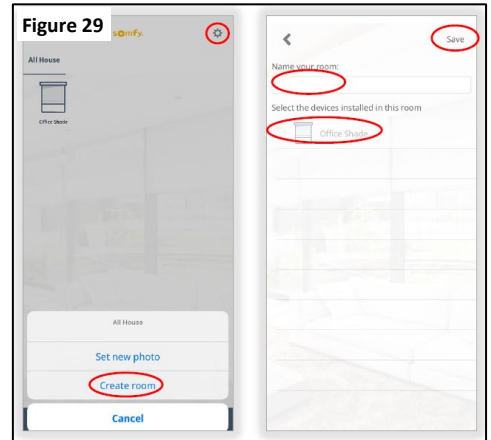 Figure 29
somfy.
All House
Office Shade
All House
Set new photo
Create room
Cancel
Save
Name your room:
Select the devices installed in this room
Office Shade